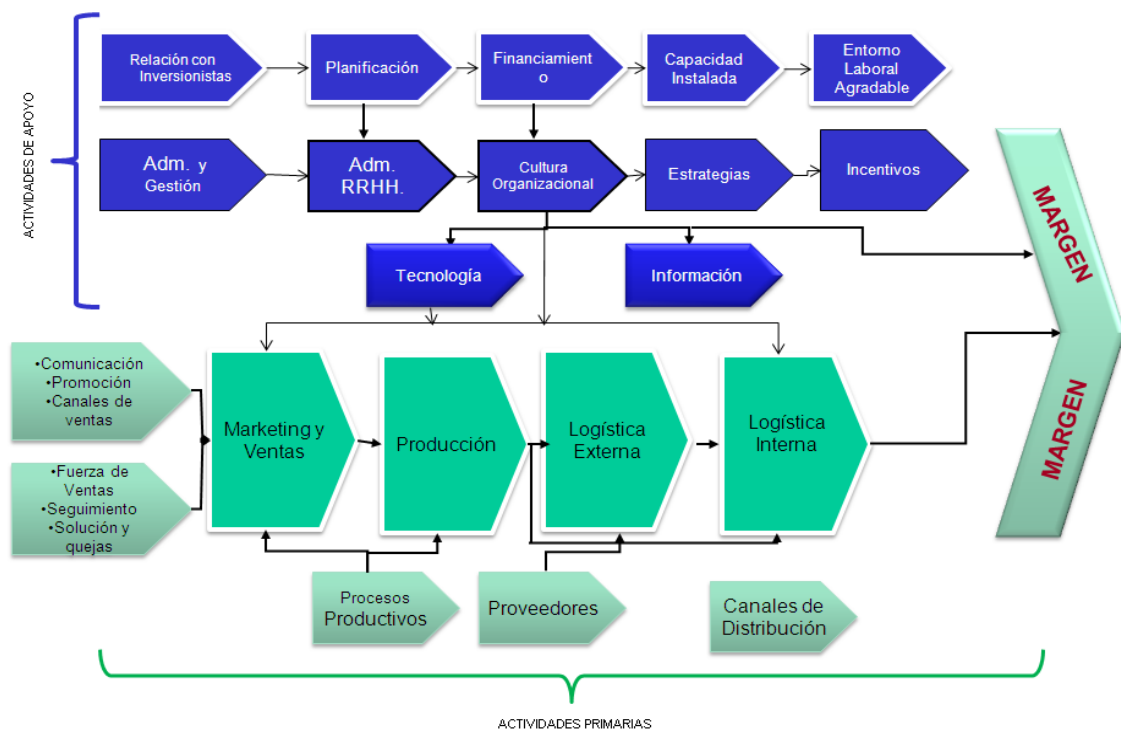 ACTIVIDADES DE APOYO
Relación con
Inversionistas
Planificación
Financiamient
o
Capacidad
Instalada
Entorno
Laboral
Agradable
Adm. y
Gestión
Adm.
RRHH.
Cultura
Organizacional
Estrategias
Incentivos
Tecnología
Información
MARGEN
MARGEN
•Comunicación
•Promoción
•Canales de
ventas
•Fuerza de
Ventas
•Seguimiento
•Solución y
quejas
Marketing y
Ventas
Producción
Logística
Externa
Logística
Interna
Procesos
Productivos
Proveedores
Canales de
Distribución
ACTIVIDADES PRIMARIAS